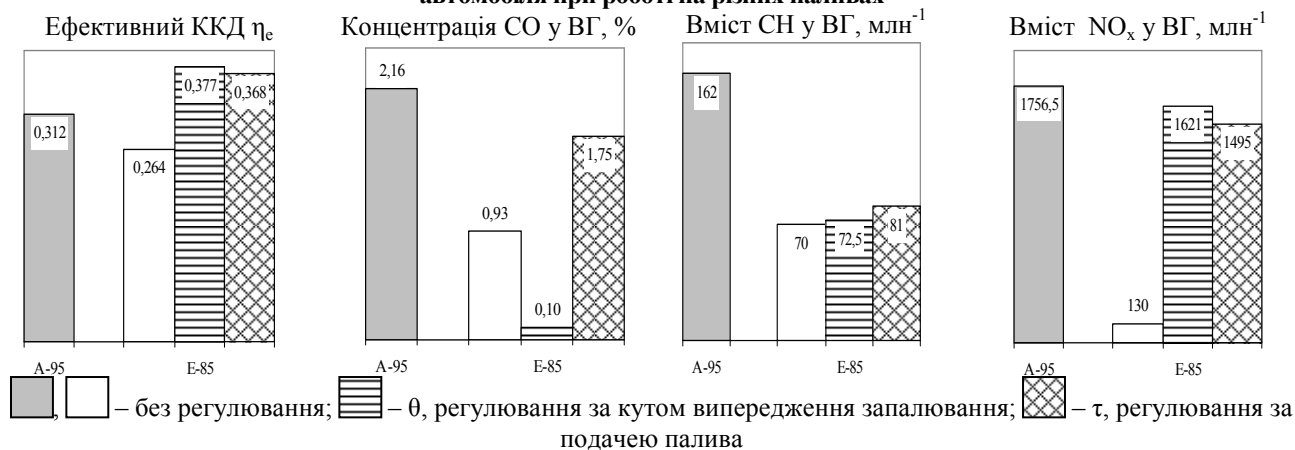 автомобіля при роботі на різних паливах
Ефективний ККД ηe
Концентрація СО у ВГ, %
Вміст СН у ВГ, млн-1
Вміст NOx у ВГ, млн-1
0,312
0,264
0,377
0,368
А-95
Е-85
2,16
0,93
0,10
1,75
А-95
Е-85
162
70
72,5
81
А-95
Е-85
1756,5
130
1621
1495
А-95
Е-85
, – без регулювання; – θ, регулювання за кутом випередження запалювання; – τ, регулювання за
подачею палива